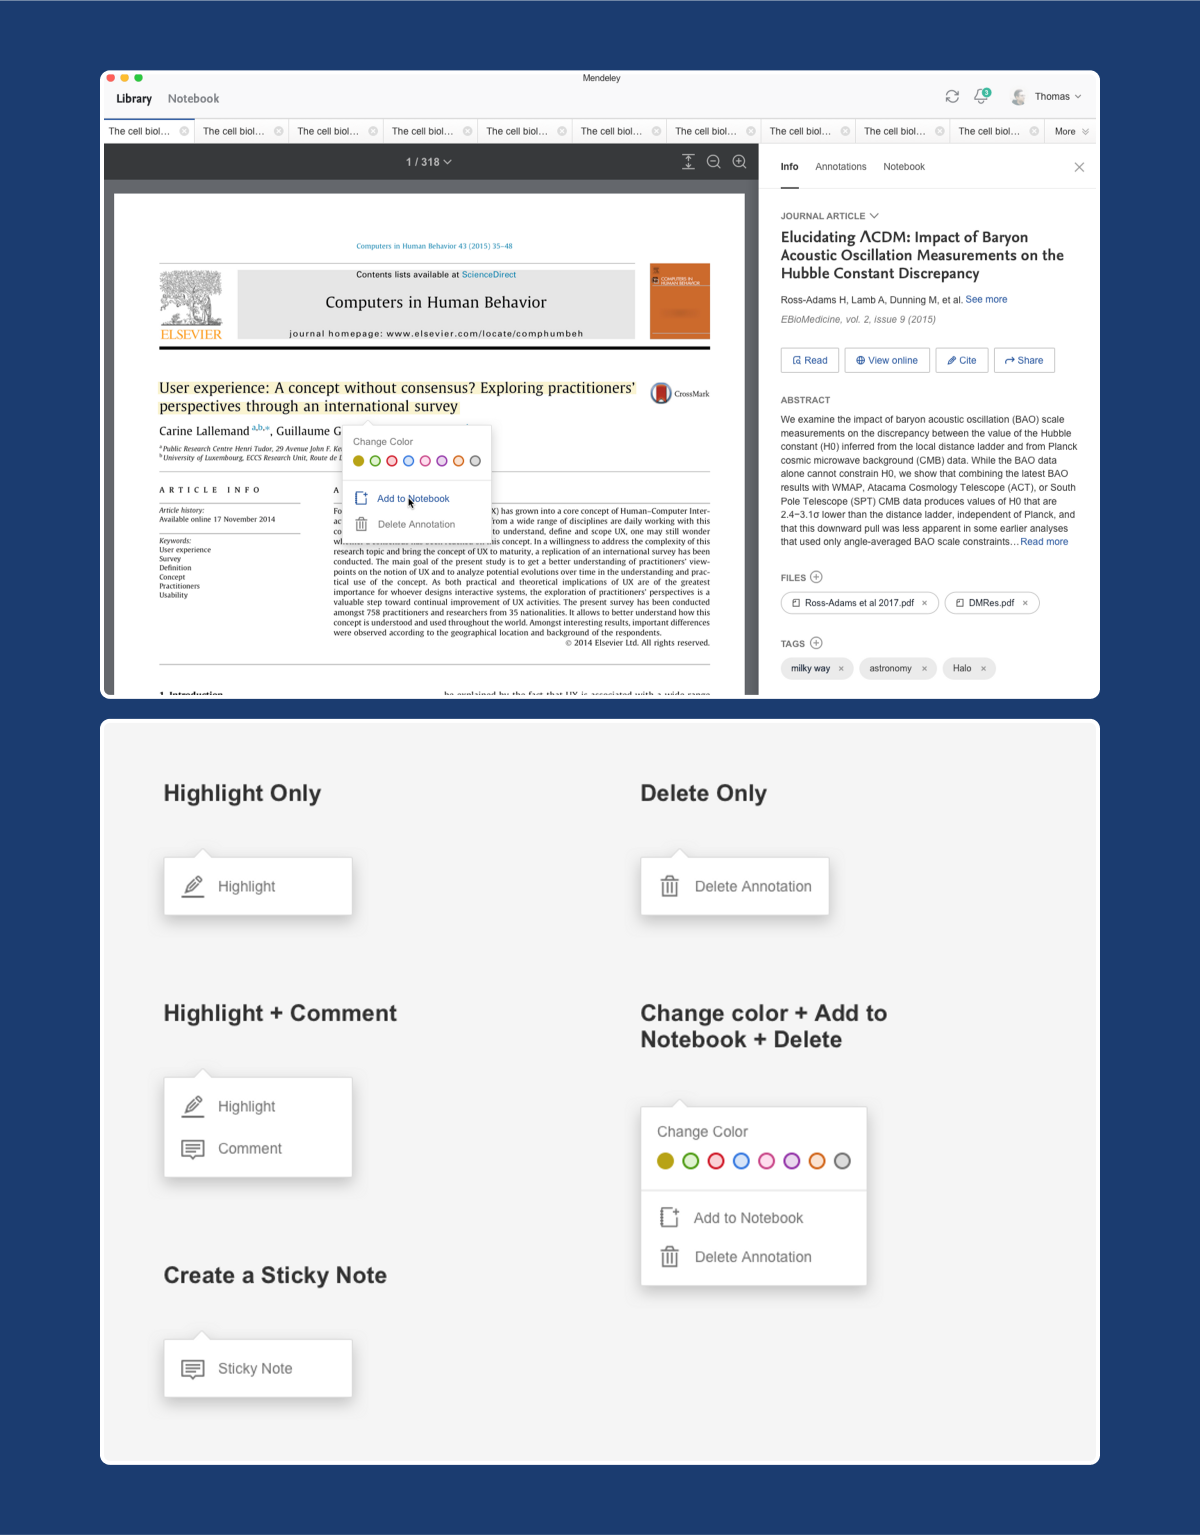 Mendeley
Library Notebook
3
Thomas
The cell biol... The cell biol... The cell biol... The cell biol... The cell biol... The cell biol... The cell biol... The cell biol... The cell biol... The cell biol... More
1 / 318
Computers in Human Behavior 43 (2015) 35–48
Contents lists available at ScienceDirect
Computers in Human Behavior
journal homepage: www.elsevier.com/locate/comphumbeh
ELSEVIER
COMPUTERS IN
HUMAN BEHAVIOR
User experience: A concept without consensus? Exploring practitioners'
perspectives through an international survey
CrossMark
Carine Lallemand a,b,*, Guillaume G
a Public Research Centre Henri Tudor, 29 Avenue John F. Ke
b University of Luxembourg, ECCS Research Unit, Route de
Change Color
Add to Notebook
Delete Annotation
ARTICLE INFO
Article history:
Available online 17 November 2014
Keywords:
User experience
Survey
Definition
Concept
Practitioners
Usability
A
Fo X) has grown into a core concept of Human–Computer Inter-
ac from a wide range of disciplines are daily working with this
co to understand, define and scope UX, one may still wonder
his concept. In a willingness to address the complexity of this
research topic and bring the concept of UX to maturity, a replication of an international survey has been
conducted. The main goal of the present study is to get a better understanding of practitioners' view-
points on the notion of UX and to analyze potential evolutions over time in the understanding and prac-
tical use of the concept. As both practical and theoretical implications of UX are of the greatest
importance for whoever designs interactive systems, the exploration of practitioners' perspectives is a
valuable step toward continual improvement of UX activities. The present survey has been conducted
amongst 758 practitioners and researchers from 35 nationalities. It allows to better understand how this
concept is understood and used throughout the world. Amongst interesting results, important differences
were observed according to the geographical location and background of the respondents.
© 2014 Elsevier Ltd. All rights reserved.
1. Introduction
be explained by the fact that UX is associated with a wide range
Info Annotations Notebook
JOURNAL ARTICLE
Elucidating ΛCDM: Impact of Baryon
Acoustic Oscillation Measurements on the
Hubble Constant Discrepancy
Ross-Adams H, Lamb A, Dunning M, et al. See more
EBioMedicine, vol. 2, issue 9 (2015)
Read View online Cite Share
ABSTRACT
We examine the impact of baryon acoustic oscillation (BAO) scale
measurements on the discrepancy between the value of the Hubble
constant (H0) inferred from the local distance ladder and from Planck
cosmic microwave background (CMB) data. While the BAO data
alone cannot constrain H0, we show that combining the latest BAO
results with WMAP, Atacama Cosmology Telescope (ACT), or South
Pole Telescope (SPT) CMB data produces values of H0 that are
2.4−3.1σ lower than the distance ladder, independent of Planck, and
that this downward pull was less apparent in some earlier analyses
that used only angle-averaged BAO scale constraints... Read more
FILES
Ross-Adams et al 2017.pdf × DMRes.pdf ×
TAGS
milky way × astronomy × Halo ×
Highlight Only
Highlight
Highlight + Comment
Highlight
Comment
Create a Sticky Note
Sticky Note
Delete Only
Delete Annotation
Change color + Add to
Notebook + Delete
Change Color
Add to Notebook
Delete Annotation